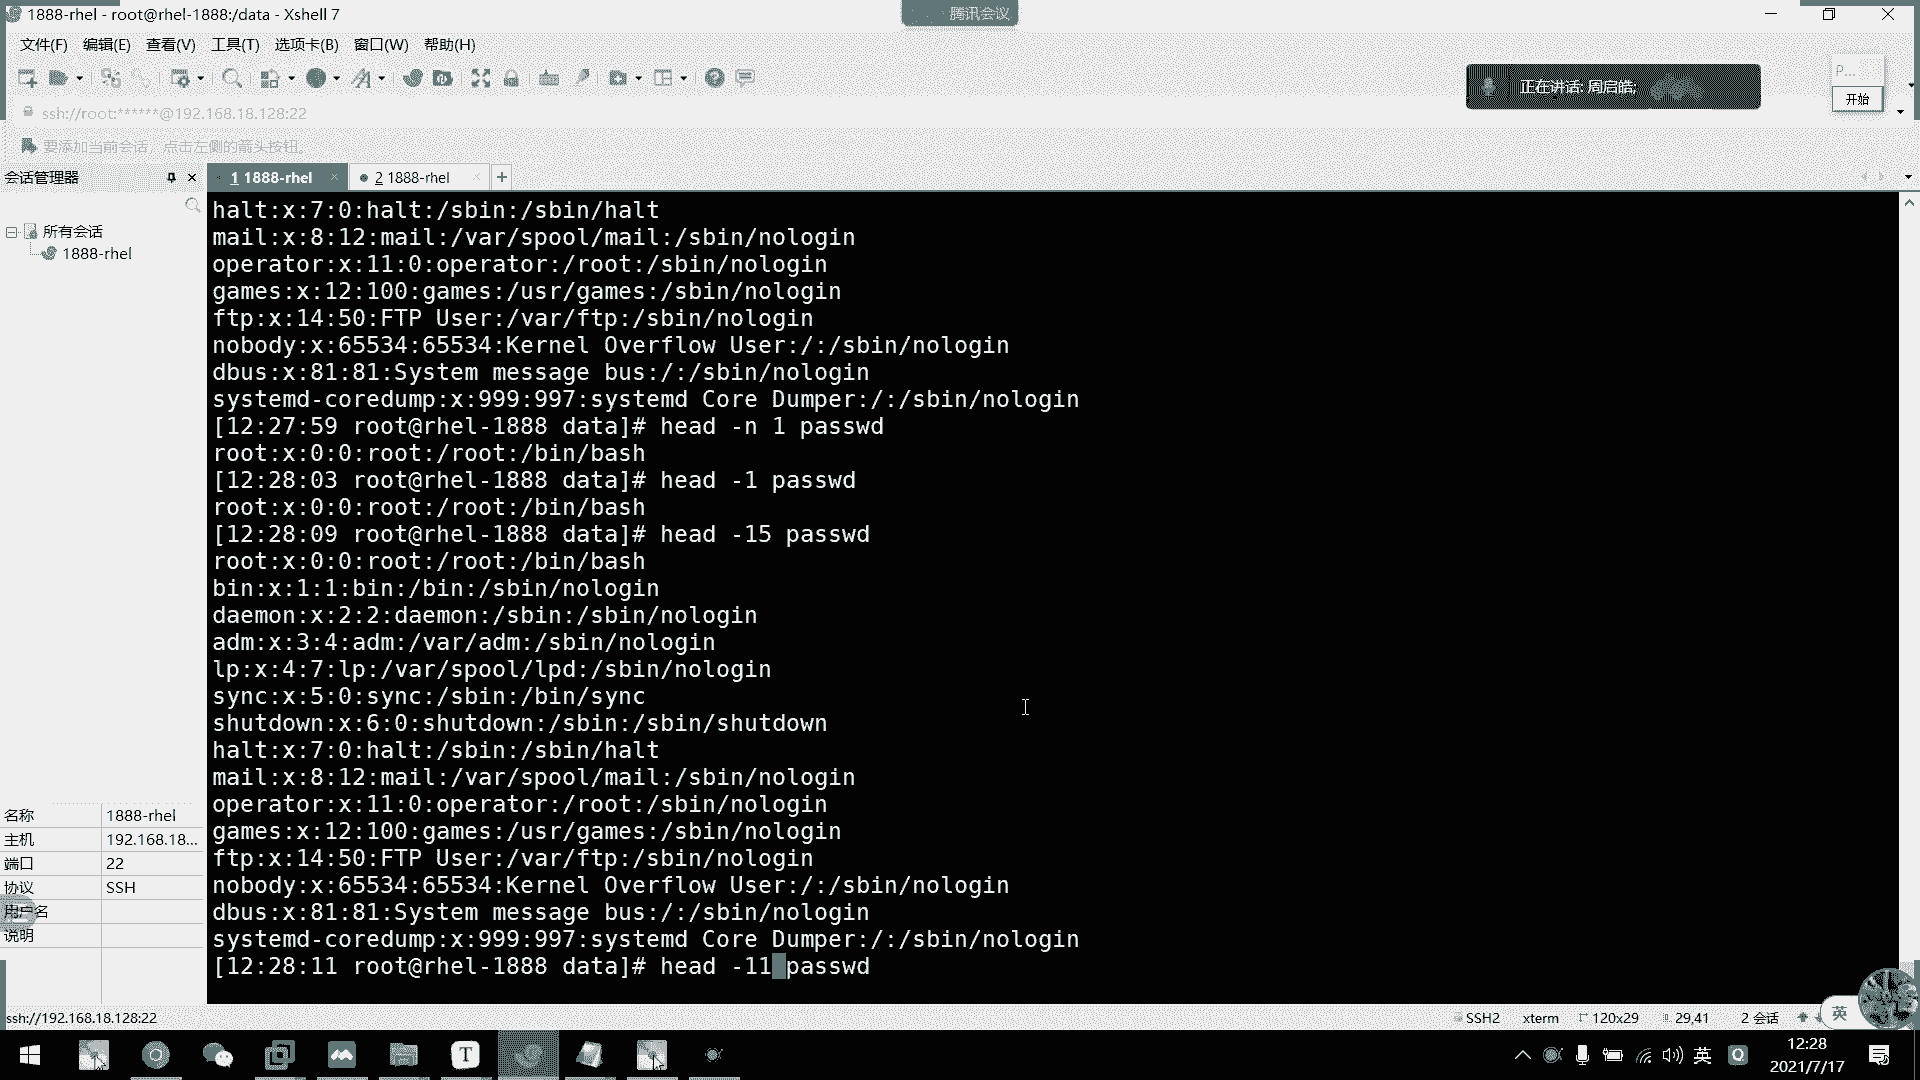 1888-rhel - root@rhel-1888:/data - Xshell 7
腾讯会议
文件(F) 编辑(E) 查看(V) 工具(T) 选项卡(B) 窗口(W) 帮助(H)
正在讲话: 周启皓;
P...
开始
ssh://root:******@192.168.18.128:22
要添加当前会话，点击左侧的箭头按钮。
会话管理器
1 1888-rhel
2 1888-rhel
所有会话
1888-rhel
halt:x:7:0:halt:/sbin:/sbin/halt
mail:x:8:12:mail:/var/spool/mail:/sbin/nologin
operator:x:11:0:operator:/root:/sbin/nologin
games:x:12:100:games:/usr/games:/sbin/nologin
ftp:x:14:50:FTP User:/var/ftp:/sbin/nologin
nobody:x:65534:65534:Kernel Overflow User:/:/sbin/nologin
dbus:x:81:81:System message bus:/:/sbin/nologin
systemd-coredump:x:999:997:systemd Core Dumper:/:/sbin/nologin
[12:27:59 root@rhel-1888 data]# head -n 1 passwd
root:x:0:0:root:/root:/bin/bash
[12:28:03 root@rhel-1888 data]# head -1 passwd
root:x:0:0:root:/root:/bin/bash
[12:28:09 root@rhel-1888 data]# head -15 passwd
root:x:0:0:root:/root:/bin/bash
bin:x:1:1:bin:/bin:/sbin/nologin
daemon:x:2:2:daemon:/sbin:/sbin/nologin
adm:x:3:4:adm:/var/adm:/sbin/nologin
lp:x:4:7:lp:/var/spool/lpd:/sbin/nologin
sync:x:5:0:sync:/sbin:/bin/sync
shutdown:x:6:0:shutdown:/sbin:/sbin/shutdown
halt:x:7:0:halt:/sbin:/sbin/halt
mail:x:8:12:mail:/var/spool/mail:/sbin/nologin
operator:x:11:0:operator:/root:/sbin/nologin
games:x:12:100:games:/usr/games:/sbin/nologin
ftp:x:14:50:FTP User:/var/ftp:/sbin/nologin
nobody:x:65534:65534:Kernel Overflow User:/:/sbin/nologin
dbus:x:81:81:System message bus:/:/sbin/nologin
systemd-coredump:x:999:997:systemd Core Dumper:/:/sbin/nologin
[12:28:11 root@rhel-1888 data]# head -11 passwd
名称 1888-rhel
主机 192.168.18...
端口 22
协议 SSH
用户名
说明
ssh://192.168.18.128:22
SSH2 xterm 120x29 29,41 2 会话
英
T
英
12:28
2021/7/17